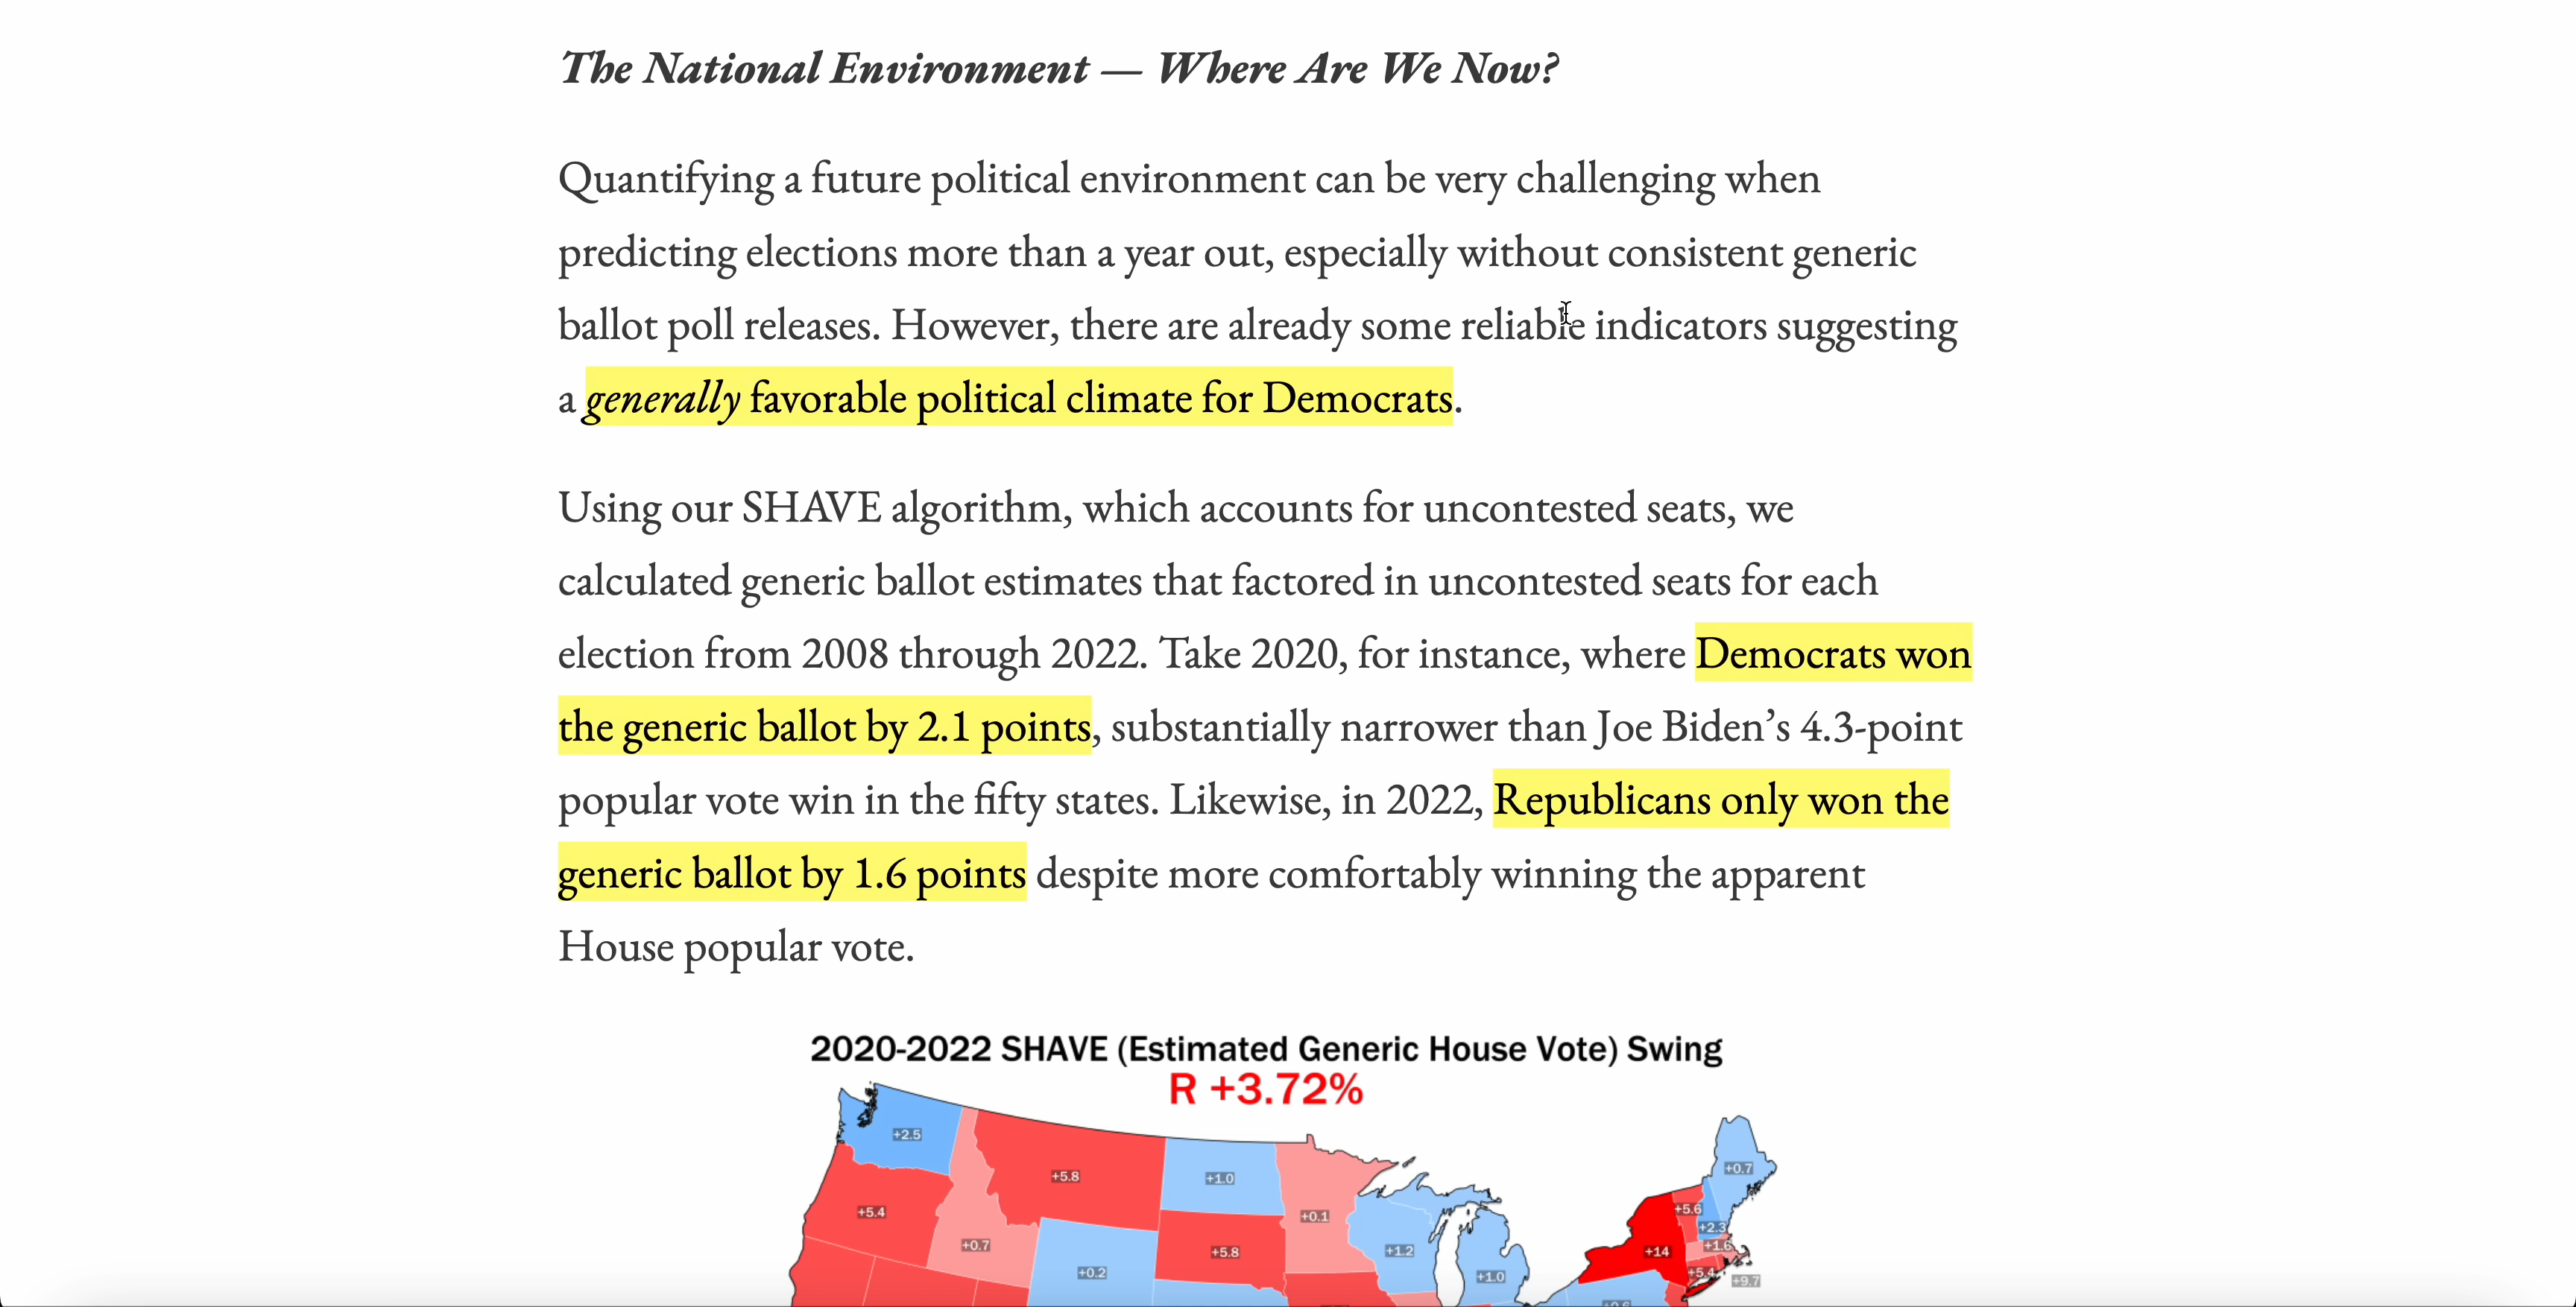 The National Environment — Where Are We Now?
Quantifying a future political environment can be very challenging when
predicting elections more than a year out, especially without consistent generic
ballot poll releases. However, there are already some reliable indicators suggesting
a generally favorable political climate for Democrats.
Using our SHAVE algorithm, which accounts for uncontested seats, we
calculated generic ballot estimates that factored in uncontested seats for each
election from 2008 through 2022. Take 2020, for instance, where Democrats won
the generic ballot by 2.1 points, substantially narrower than Joe Biden’s 4.3-point
popular vote win in the fifty states. Likewise, in 2022, Republicans only won the
generic ballot by 1.6 points despite more comfortably winning the apparent
House popular vote.
2020-2022 SHAVE (Estimated Generic House Vote) Swing
R +3.72%
+2.5
+0.7
+5.8
+1.0
+5.4
+0.1
+5.6
+2.3
+0.7
+5.8
+1.2
+14
+1.6
+0.2
+1.0
+5.4
+9.7